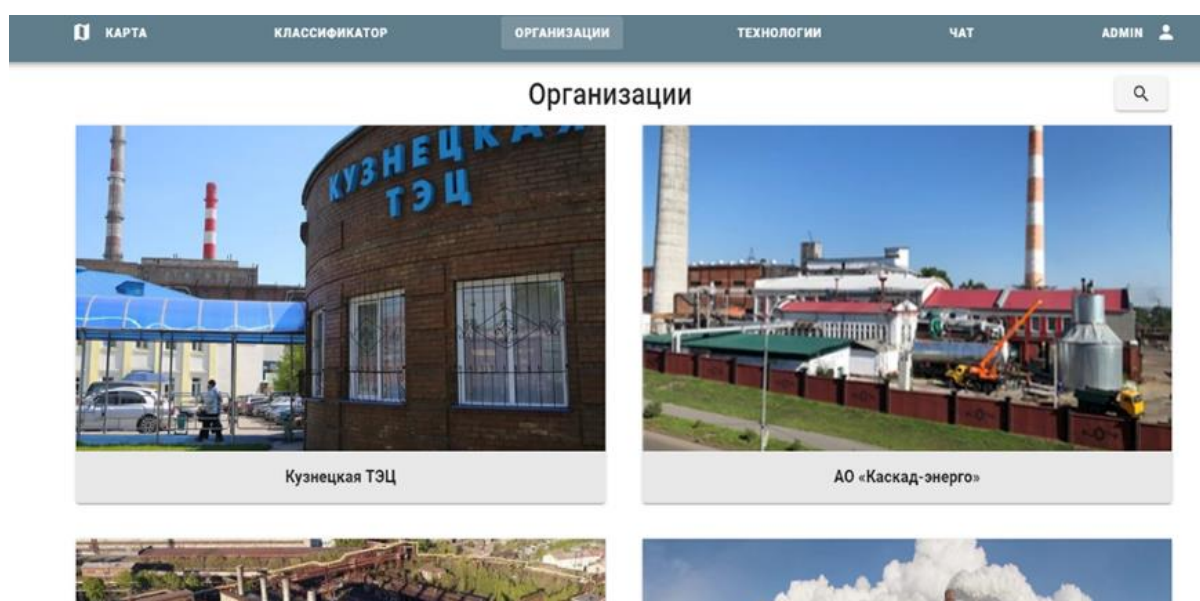 КАРТА
КЛАССИФИКАТОР
ОРГАНИЗАЦИИ
ТЕХНОЛОГИИ
ЧАТ
ADMIN
Организации
КУЗНЕЦКАЯ
ТЭЦ
Кузнецкая ТЭЦ
АО «Каскад-энерго»